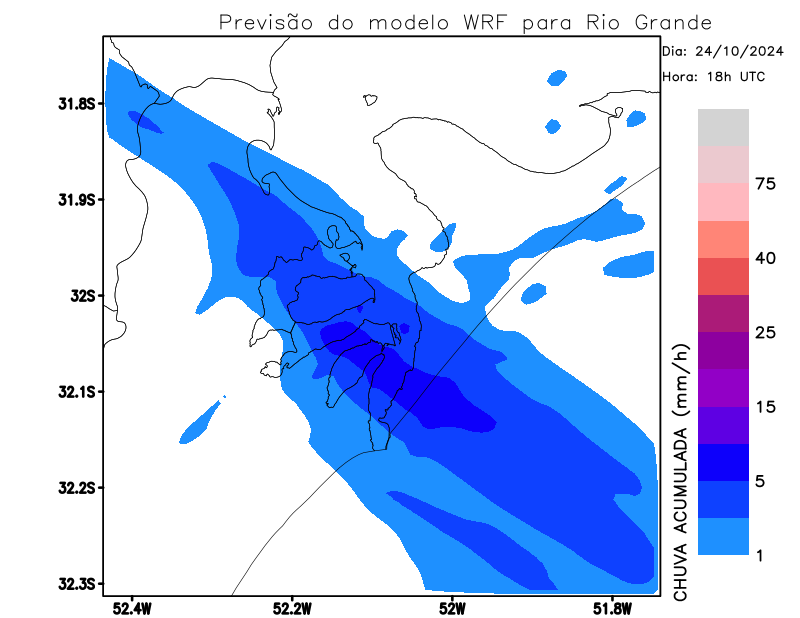 Previsão do modelo WRF para Rio Grande
Dia: 24/10/2024
Hora: 18h UTC
31.8S
31.9S
32S
32.1S
32.2S
32.3S
52.4W
52.2W
52W
51.8W
CHUVA ACUMULADA (mm/h)
75
40
25
15
5
1